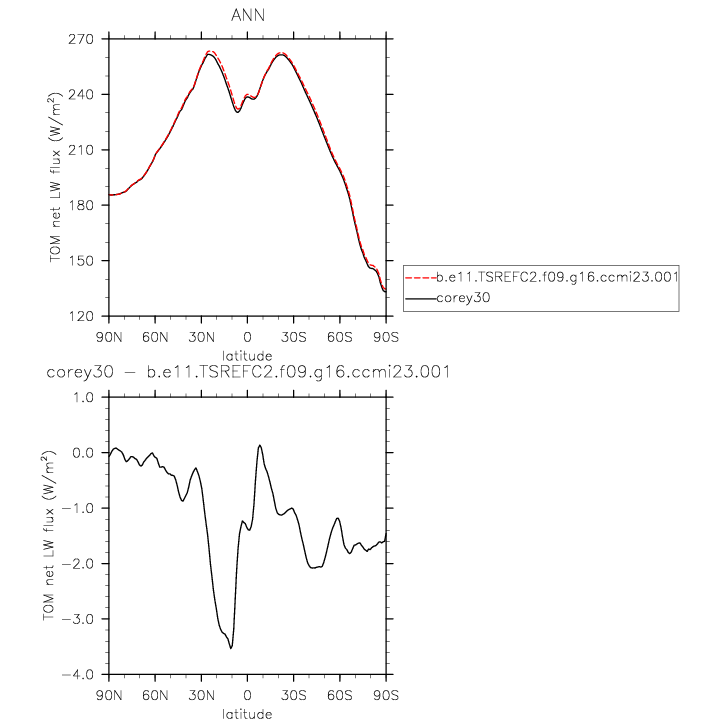 ANN
270
240
210
180
150
120
TOM net LW flux (W/m²)
90N 60N 30N 0 30S 60S 90S
latitude
b.e11.TSREFC2.f09.g16.ccmi23.001
corey30
corey30 − b.e11.TSREFC2.f09.g16.ccmi23.001
1.0
0.0
−1.0
−2.0
−3.0
−4.0
TOM net LW flux (W/m²)
90N 60N 30N 0 30S 60S 90S
latitude